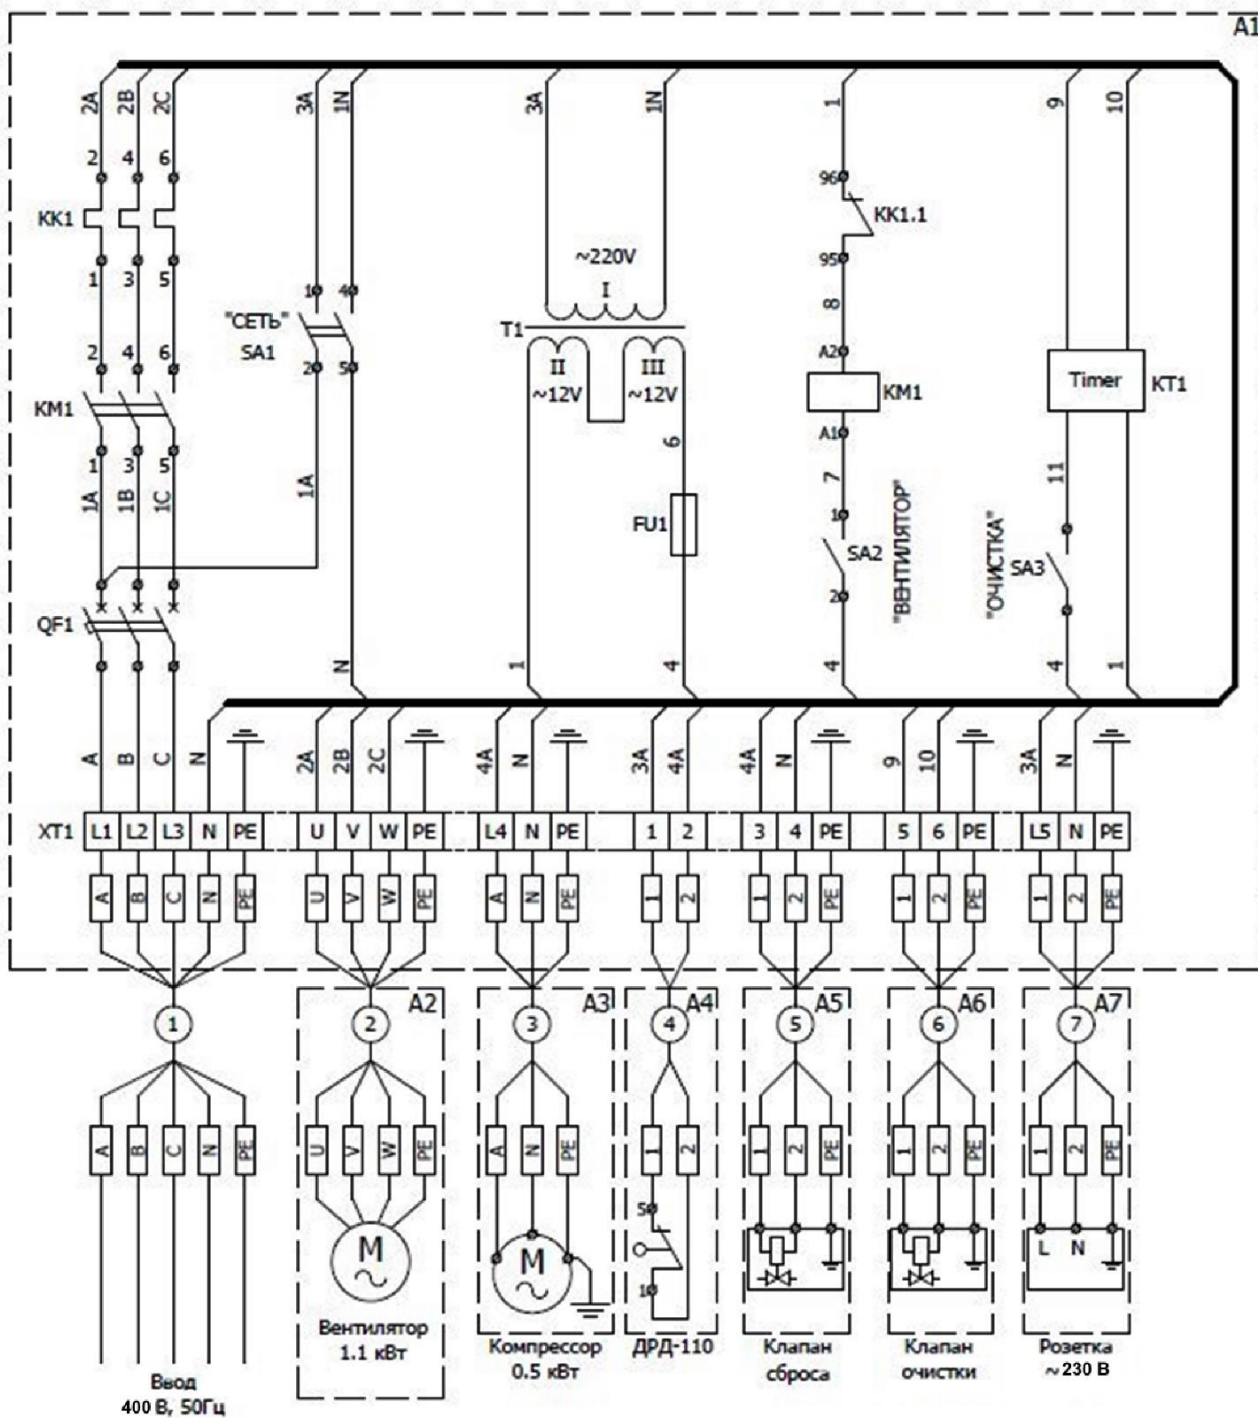 A1
2A 2B 2C 3A 1N 3A 1N 1 9 10
2 4 6
96
KK1
KK1.1
~220V
95
1 3 5
I
1 4
8
"СЕТЬ"
SA1
T1
2 4 6
2 5
II III
~12V ~12V
A2
KM1
Timer
KT1
KM1
A1
1 3 5
6
7
11
1A 1B 1C 1A
1
FU1
SA2
"ВЕНТИЛЯТОР"
"ОЧИСТКА"
SA3
2
QF1
N 1 4 4 4 1
A B C N 2A 2B 2C 4A N 3A 4A 4A N 9 10 3A N
XT1 L1 L2 L3 N PE U V W PE L4 N PE 1 2 3 4 PE 5 6 PE L5 N PE
A B C N PE U V W PE A N PE 1 2 1 2 PE 1 2 PE 1 2 PE
A2 A3 A4 A5 A6 A7
1 2 3 4 5 6 7
A B C N PE U V W PE A N PE 1 2 1 2 PE 1 2 PE 1 2 PE
5
M M
L N
1
Вентилятор
1.1 кВт
Компрессор
0.5 кВт
ДРД-110
Клапан
сброса
Клапан
очистки
Розетка
~230 В
Ввод
400 В, 50Гц